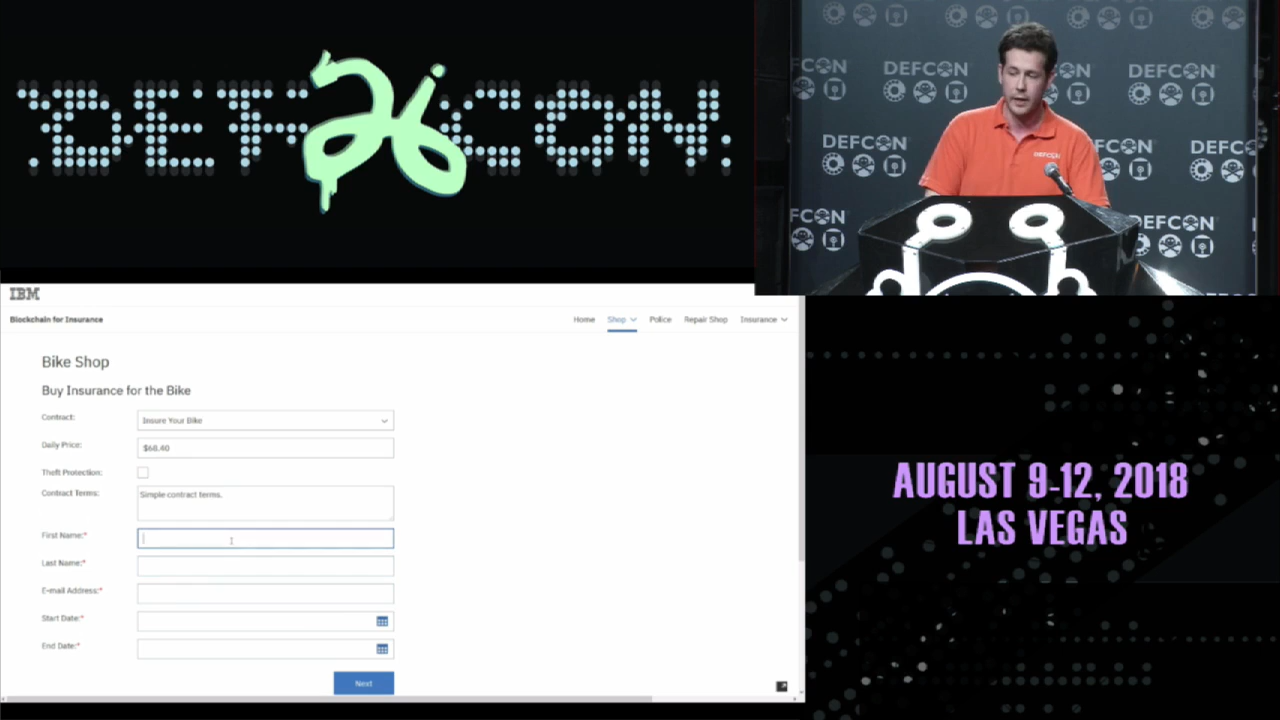 DEF CON
26
DEFCON
DEFCON
DEFCON
DEFCON
IBM
Blockchain for Insurance
Home Shop Police Repair Shop Insurance
Bike Shop
Buy Insurance for the Bike
Contract: Insure Your Bike
Daily Price: $68.40
Theft Protection:
Contract Terms: Simple contract terms.
First Name:*
Last Name:*
E-mail Address:*
Start Date:*
End Date:*
Next
AUGUST 9-12, 2018
LAS VEGAS